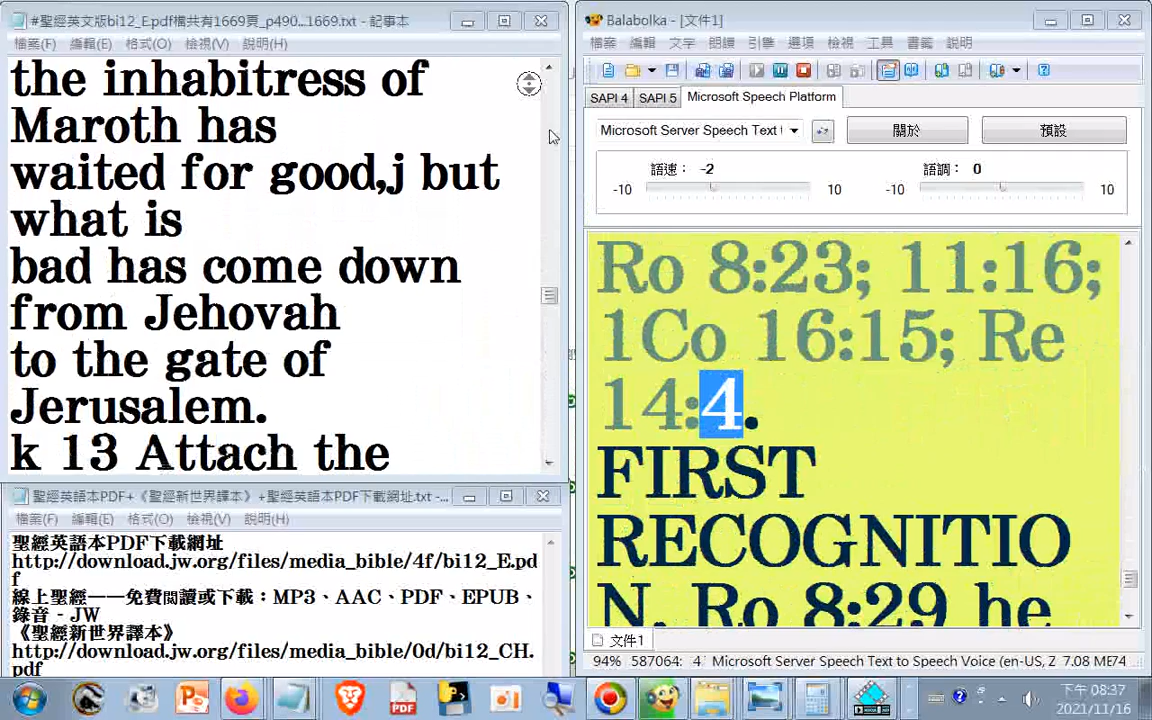 #聖經英文版bi12_E.pdf檔共有1669頁_p490...1669.txt - 記事本
檔案(F) 編輯(E) 格式(O) 檢視(V) 說明(H)
the inhabitress of
Maroth has
waited for good,j but
what is
bad has come down
from Jehovah
to the gate of
Jerusalem.
k 13 Attach the
聖經英語本PDF+《聖經新世界譯本》+聖經英語本PDF下載網址.txt -...
檔案(F) 編輯(E) 格式(O) 檢視(V) 說明(H)
聖經英語本PDF下載網址
http://download.jw.org/files/media_bible/4f/bi12_E.pd
f
線上聖經——免費閱讀或下載：MP3、AAC、PDF、EPUB、
錄音 - JW
《聖經新世界譯本》
http://download.jw.org/files/media_bible/0d/bi12_CH.
pdf
Balabolka - [文件1]
檔案 編輯 文字 朗讀 引擎 選項 檢視 工具 書籤 說明
SAPI 4 SAPI 5 Microsoft Speech Platform
Microsoft Server Speech Text 關於 預設
語速： -2 語調： 0
-10 10 -10 10
Ro 8:23; 11:16;
1Co 16:15; Re
14:4.
FIRST
RECOGNITIO
N. Ro 8:29 he
文件1
94% 587064: 4 Microsoft Server Speech Text to Speech Voice (en-US, Z 7.08 ME74
PDF
下午 08:37
2021/11/16